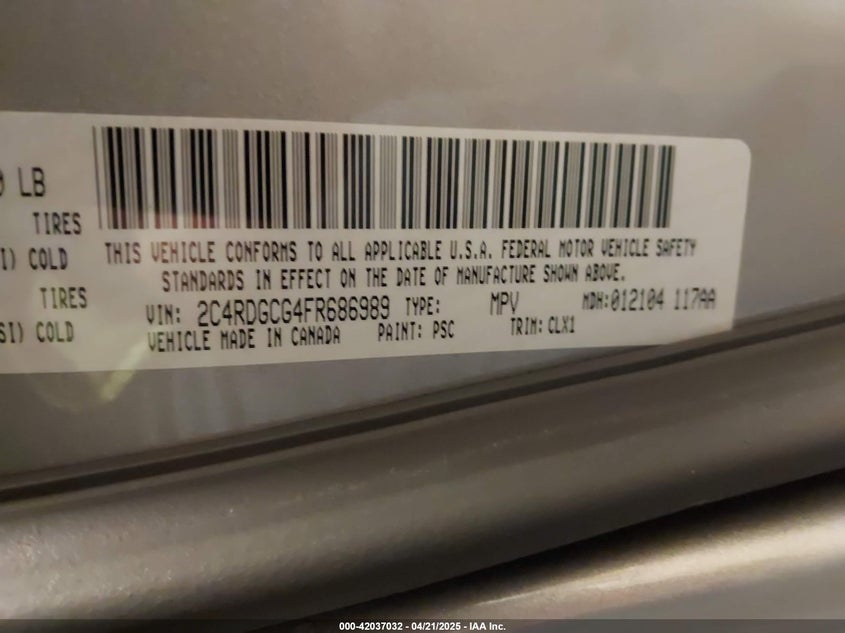 LB
TIRES
COLD
TIRES
COLD
THIS VEHICLE CONFORMS TO ALL APPLICABLE U.S.A. FEDERAL MOTOR VEHICLE SAFETY
STANDARDS IN EFFECT ON THE DATE OF MANUFACTURE SHOWN ABOVE.
VIN: 2C4RDGCG4FR686989 TYPE: MPV MDH:012104 117AA
VEHICLE MADE IN CANADA PAINT: PSC TRIM: CLX1
000-42037032 - 04/21/2025 - IAA Inc.